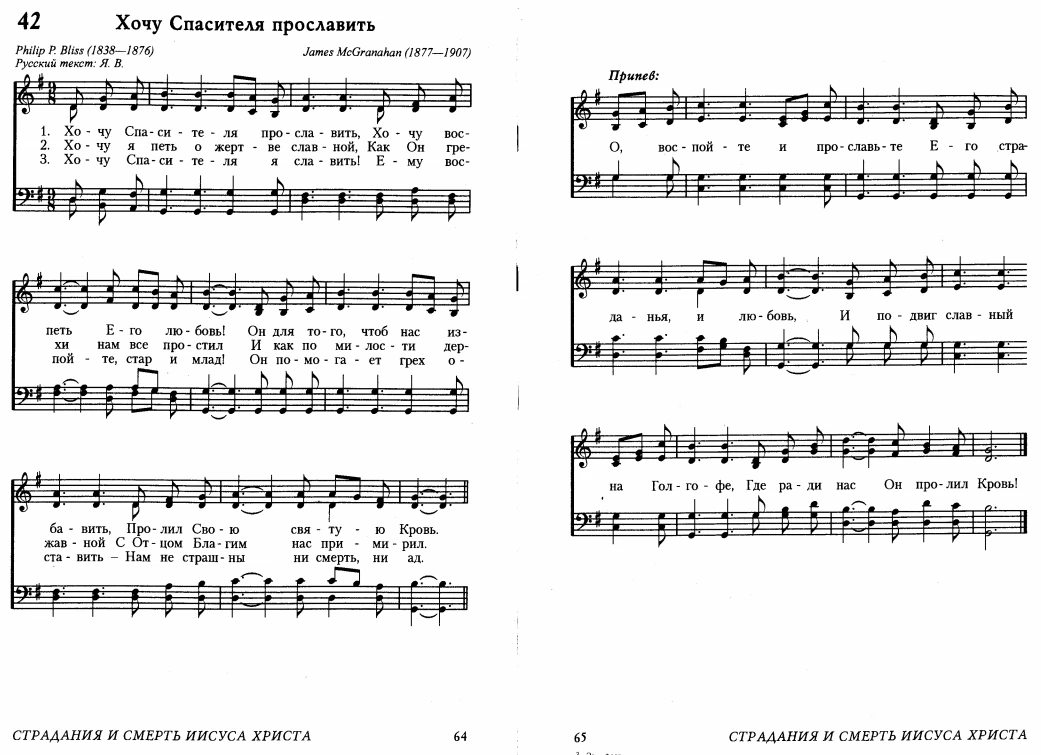 42 Хочу Спасителя прославить
Philip P. Bliss (1838—1876) James McGranahan (1877—1907)
Русский текст: Я. В.
1. Хо - чу Спа - си - те - ля про - сла - вить, Хо - чу вос-
2. Хо - чу я петь о жерт - ве слав - ной, Как Он гре-
3. Хо - чу Спа - си - те - ля я сла - вить! Е - му вос-
петь Е - го лю - бовь! Он для то - го, чтоб нас из-
хи нам все про - стил И как по ми - лос - ти дер-
пой - те, стар и млад! Он по - мо - га - ет грех о -
ба - вить, Про - лил Сво - ю свя - ту - ю Кровь.
жав - ной С От - цом Бла - гим нас при - ми - рил.
ста - вить – Нам не страш - ны ни смерть, ни ад.
СТРАДАНИЯ И СМЕРТЬ ИИСУСА ХРИСТА 64
Припев:
О, вос - пой - те и про - славь - те Е - го стра-
да - нья, и лю - бовь, И по - двиг слав - ный
на Гол - го - фе, Где ра - ди нас Он про - лил Кровь!
65 СТРАДАНИЯ И СМЕРТЬ ИИСУСА ХРИСТА